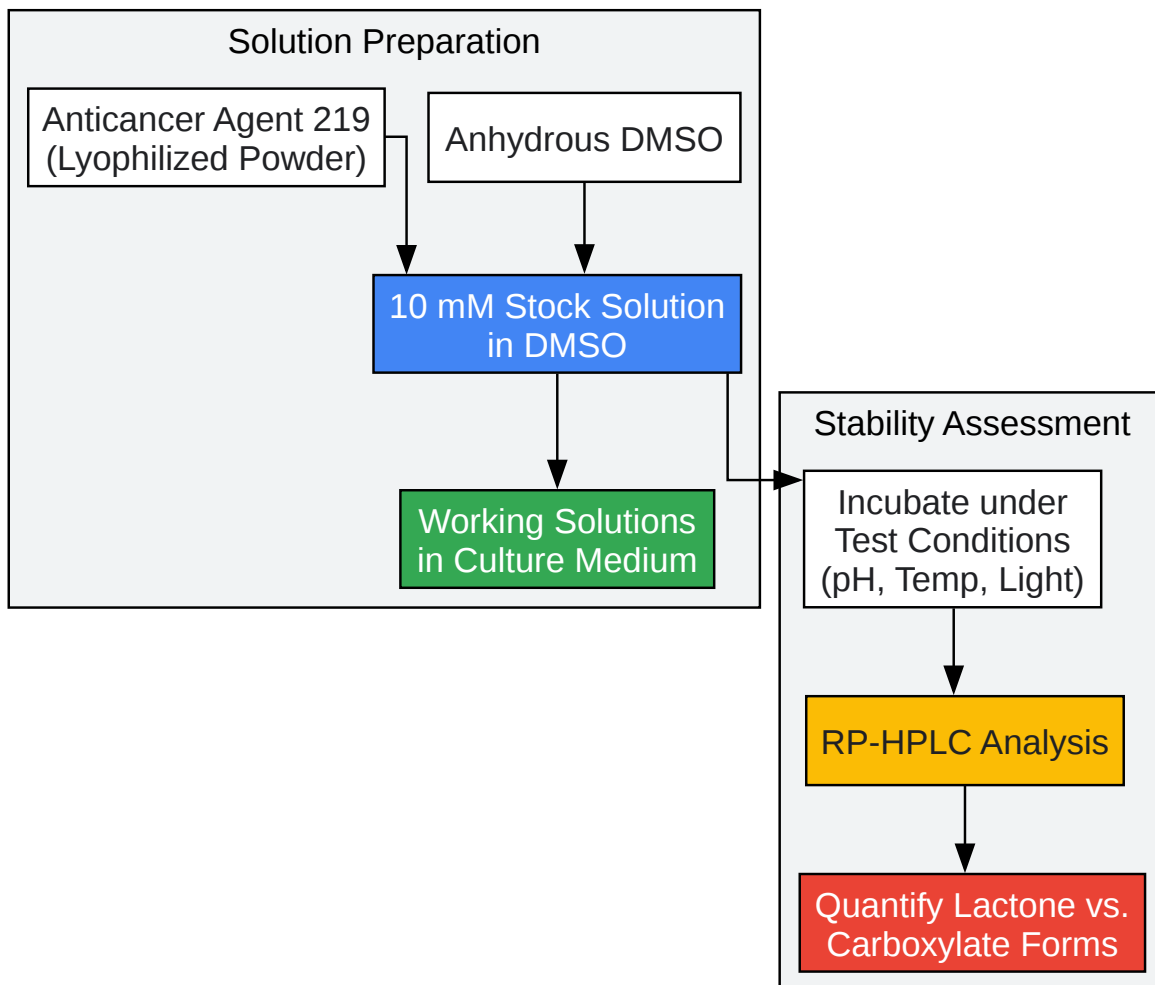 Solution Preparation
Anticancer Agent 219
(Lyophilized Powder)
Anhydrous DMSO
10 mM Stock Solution
in DMSO
Working Solutions
in Culture Medium
Stability Assessment
Incubate under
Test Conditions
(pH, Temp, Light)
RP-HPLC Analysis
Quantify Lactone vs.
Carboxylate Forms